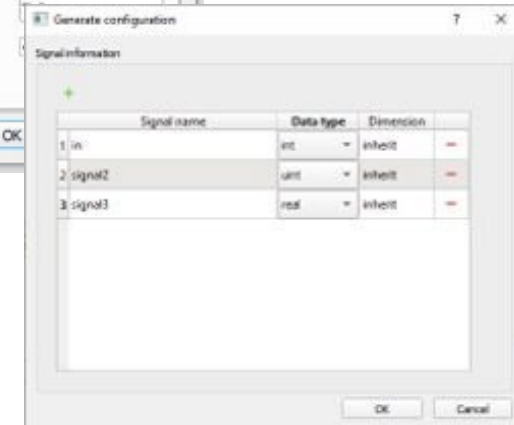 Generate configuration ? ×
Signal information
+
Signal name Data type Dimension
1 in int inherit −
2 signal2 uint inherit −
3 signal3 real inherit −
OK
OK Cancel